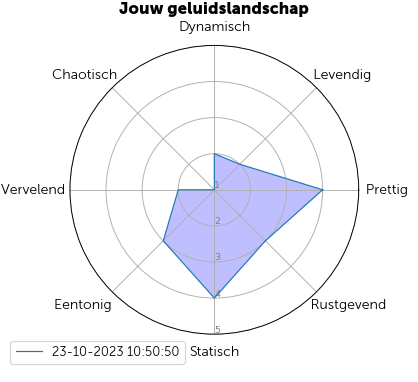 Jouw geluidslandschap
Dynamisch
Chaotisch
Levendig
Vervelend
1
Prettig
2
3
4
Eentonig
Rustgevend
5
23-10-2023 10:50:50
Statisch